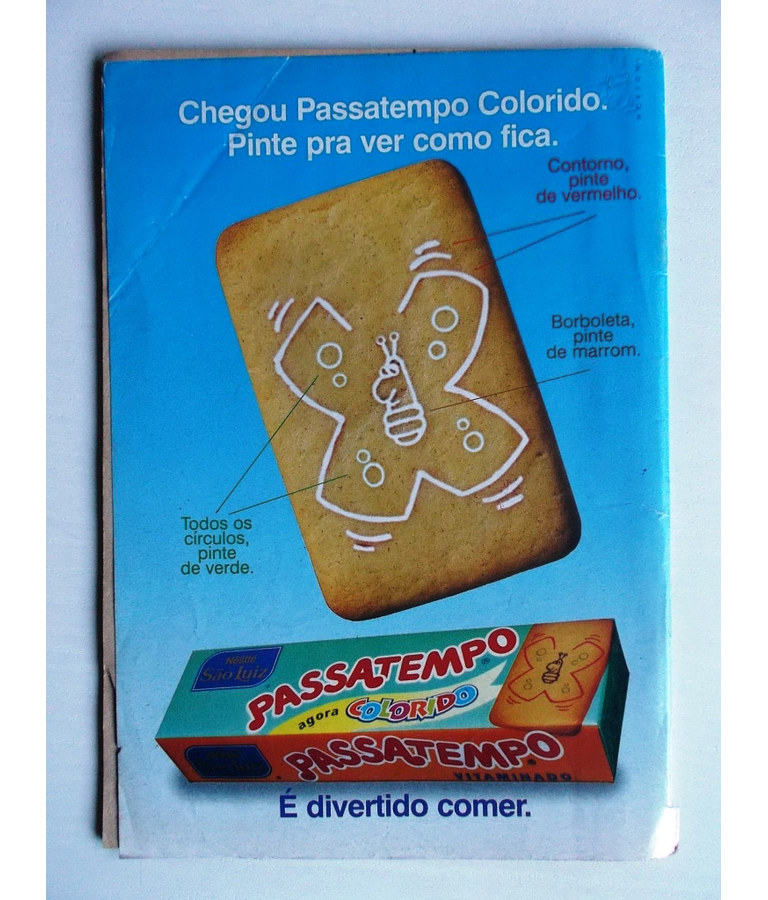 Chegou Passatempo Colorido.
Pinte pra ver como fica.
Contorno,
pinte
de vermelho.
Borboleta,
pinte
de marrom.
Todos os
círculos,
pinte
de verde.
Nestlé
São Luiz
PASSATEMPO
agora COLORIDO
PASSATEMPO
VITAMINADO
É divertido comer.